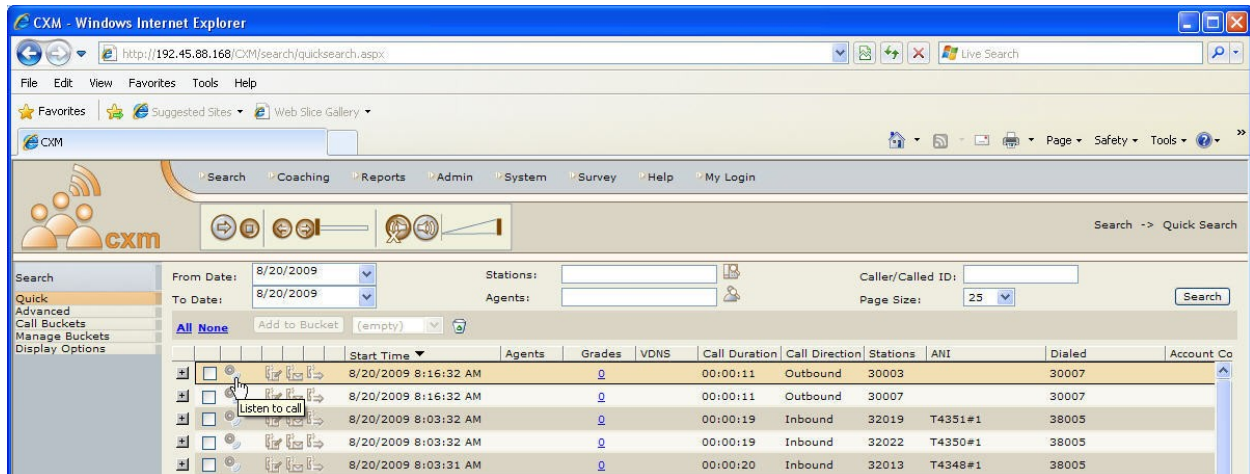 CXM - Windows Internet Explorer
http://192.45.88.168/CXM/search/quicksearch.aspx
Live Search
File Edit View Favorites Tools Help
Favorites Suggested Sites Web Slice Gallery
CXM Page Safety Tools »
Search Coaching Reports Admin System Survey Help My Login
cxm
Search -> Quick Search
Search From Date: 8/20/2009 Stations: Caller/Called ID:
Quick To Date: 8/20/2009 Agents: Page Size: 25 Search
Advanced
Call Buckets All None Add to Bucket (empty)
Manage Buckets
Display Options
Start Time Agents Grades VDNS Call Duration Call Direction Stations ANI Dialed Account Co
8/20/2009 8:16:32 AM 0 00:00:11 Outbound 30003 30007
8/20/2009 8:16:32 AM 0 00:00:11 Outbound 30007 30007
Listen to call
8/20/2009 8:03:32 AM 0 00:00:19 Inbound 32019 T4351#1 38005
8/20/2009 8:03:32 AM 0 00:00:19 Inbound 32022 T4350#1 38005
8/20/2009 8:03:31 AM 0 00:00:20 Inbound 32013 T4348#1 38005